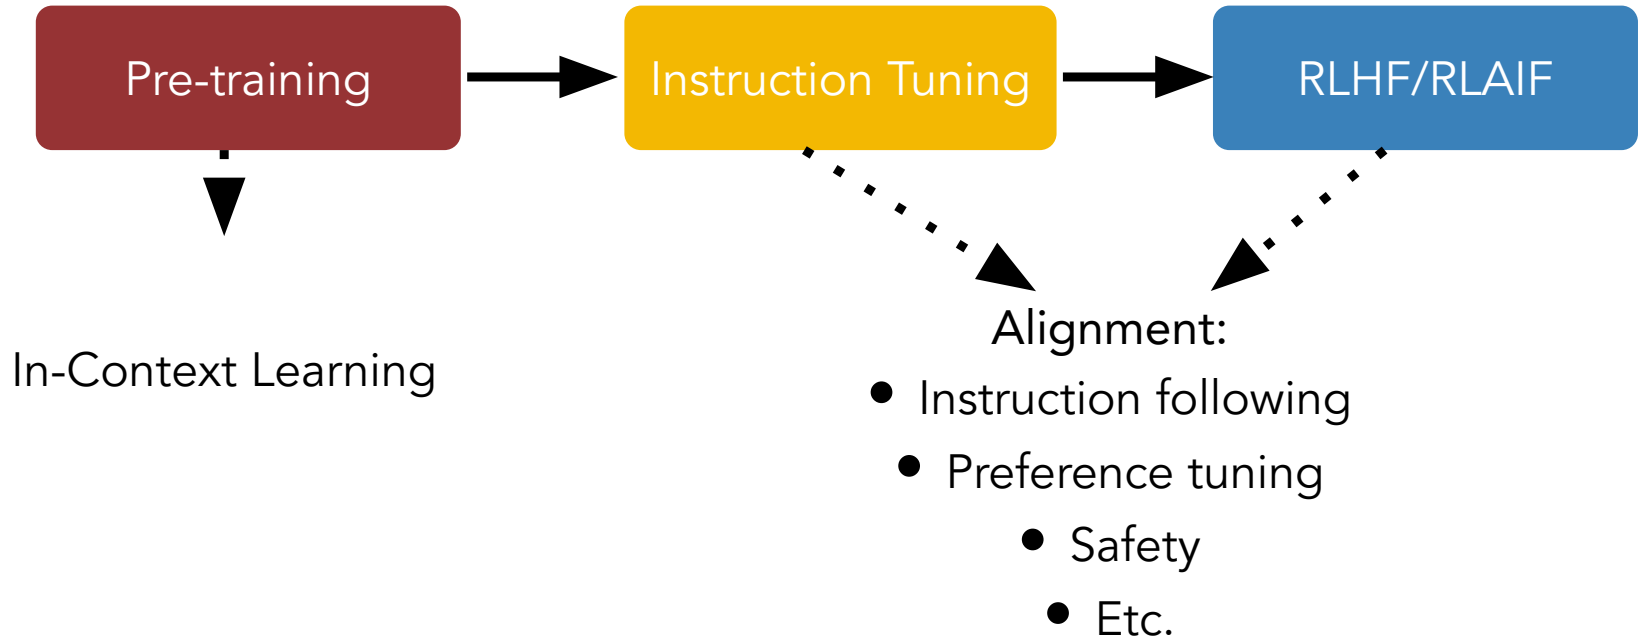 Pre-training
Instruction Tuning
RLHF/RLAIF
In-Context Learning
Alignment:
• Instruction following
• Preference tuning
• Safety
• Etc.